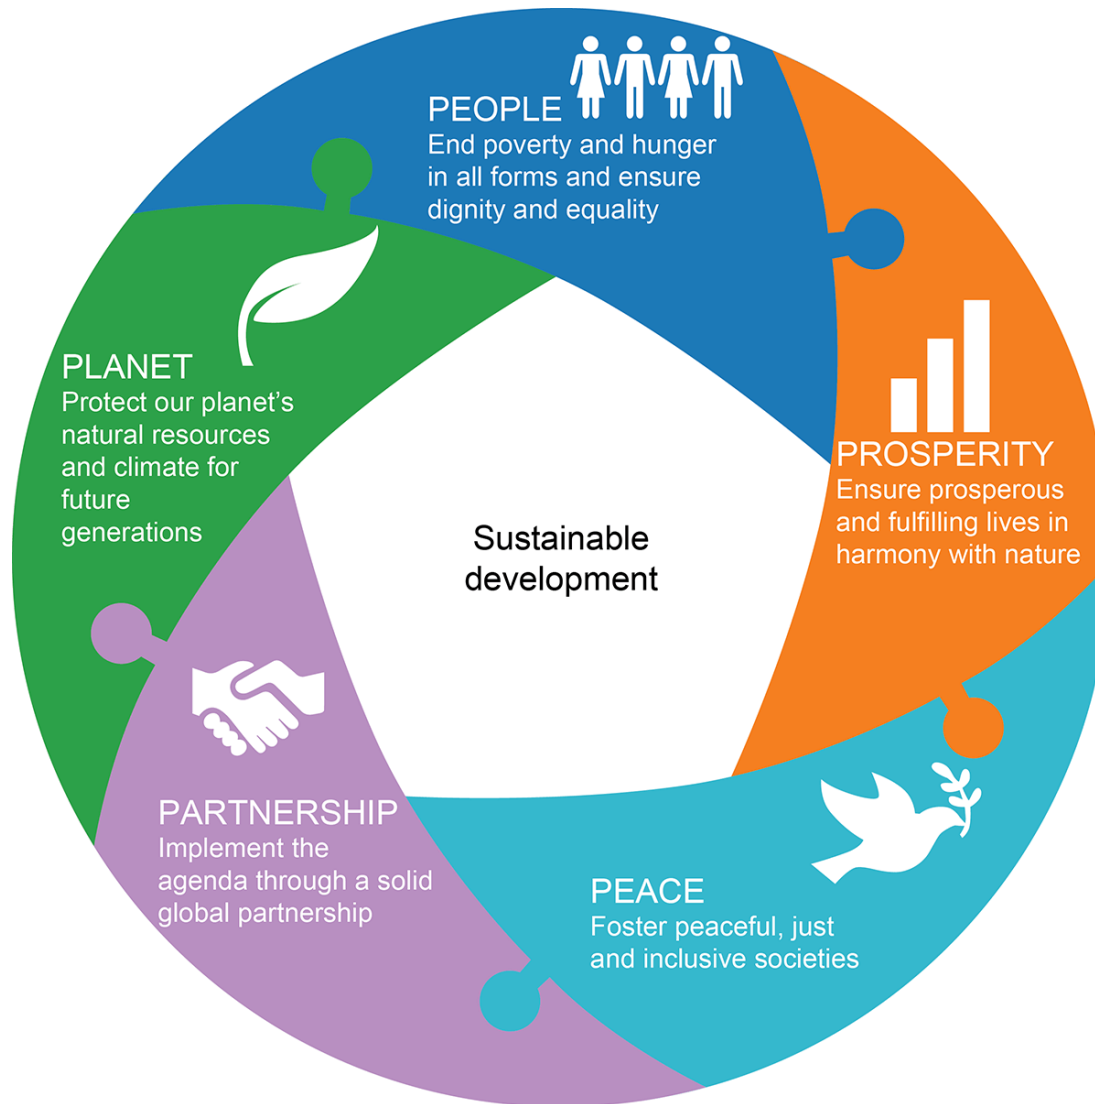 PEOPLE
End poverty and hunger
in all forms and ensure
dignity and equality
PROSPERITY
Ensure prosperous
and fulfilling lives in
harmony with nature
PEACE
Foster peaceful, just
and inclusive societies
PARTNERSHIP
Implement the
agenda through a solid
global partnership
PLANET
Protect our planet’s
natural resources
and climate for
future
generations
Sustainable
development